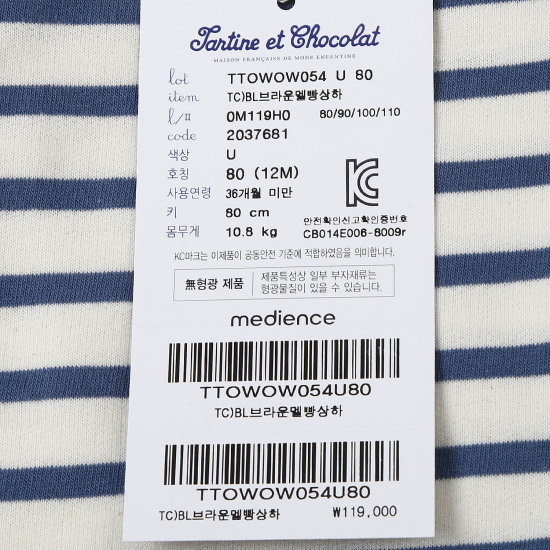 Tartine et Chocolat
MAISON FRANÇAISE DE MODE ENFANTINE
lot TTOWOW054 U 80
item TC)BL브라운멜빵상하
l/# 0M119H0 80/90/100/110
code 2037681
색상 U
호칭 80 (12M)
사용연령 36개월 미만
키 80 cm
몸무게 10.8 kg
안전확인신고확인증번호
CB014E006-8009r
KC마크는 이제품이 공동안전 기준에 적합하였음을 의미합니다.
無형광 제품 제품특성상 일부 부자재류는
형광물질이 있을 수 있습니다.
medience
TTOWOW054U80
TC)BL브라운멜빵상하
TTOWOW054U80
TC)BL브라운멜빵상하 ₩119,000